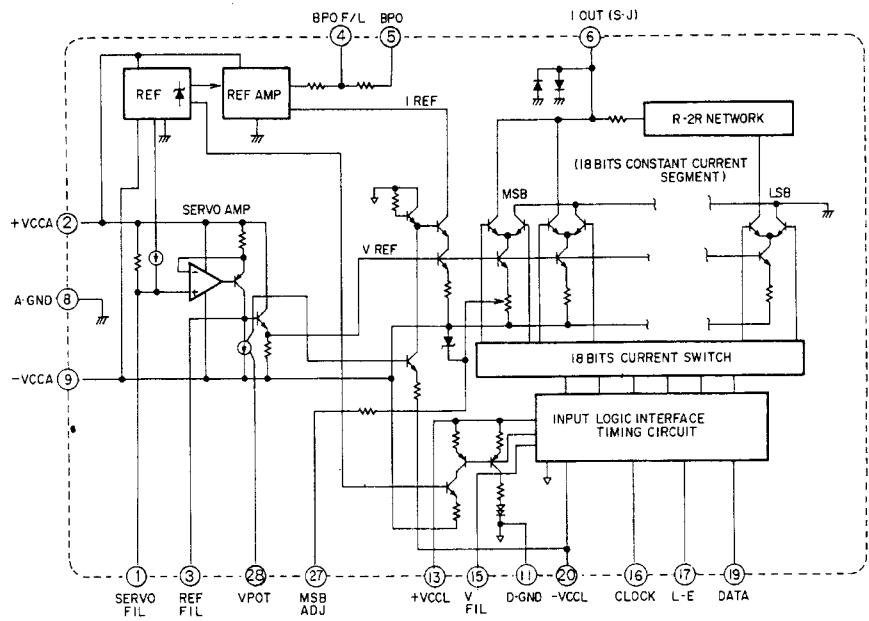 BPO F/L BPO I OUT (S·J)
4 5 6
REF REF AMP
I REF
R-2R NETWORK
(18 BITS CONSTANT CURRENT
SEGMENT)
MSB LSB
+VCCA 2
SERVO AMP
V REF
A·GND 8
-VCCA 9
18 BITS CURRENT SWITCH
INPUT LOGIC INTERFACE
TIMING CIRCUIT
1 3 28 27 13 15 11 20 16 17 19
SERVO REF VPOT MSB +VCCL V D·GND -VCCL CLOCK L-E DATA
FIL FIL ADJ FIL